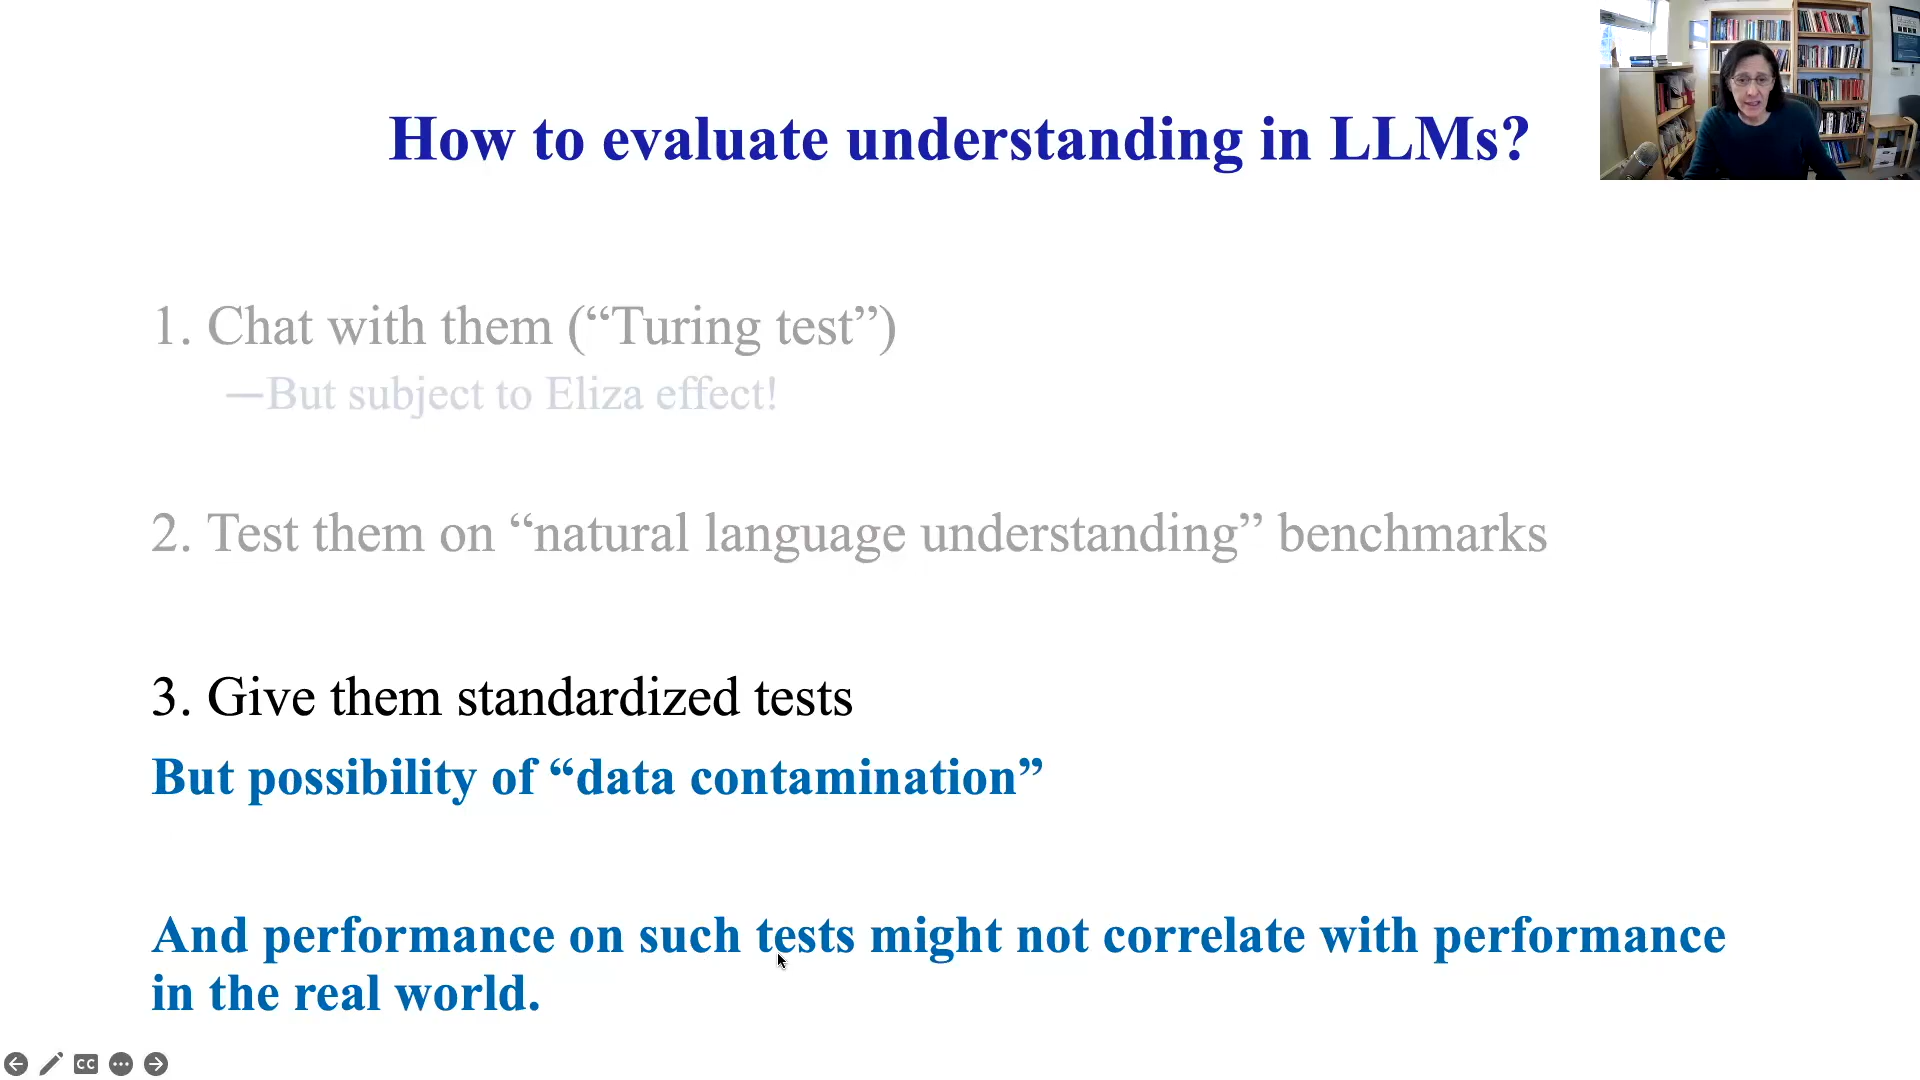 How to evaluate understanding in LLMs?
1. Chat with them (“Turing test”)
—But subject to Eliza effect!
2. Test them on “natural language understanding” benchmarks
3. Give them standardized tests
But possibility of “data contamination”
And performance on such tests might not correlate with performance
in the real world.
CC